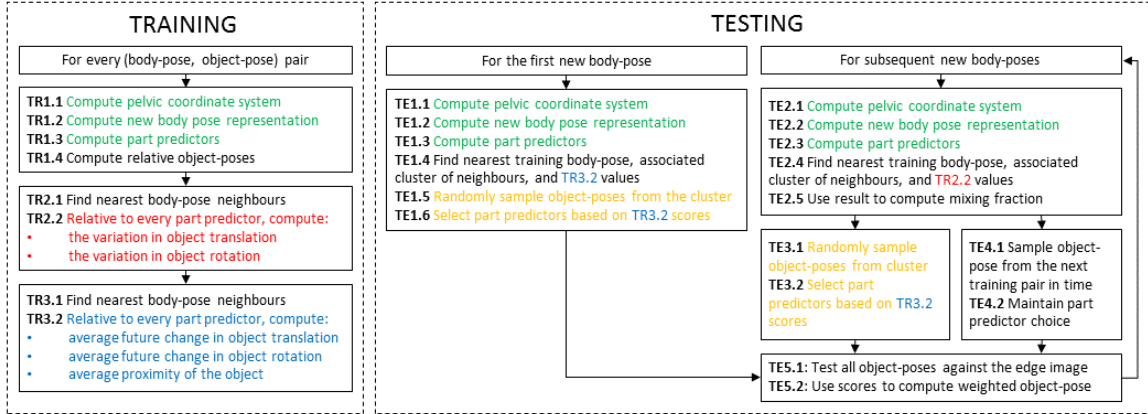 TRAINING
For every (body-pose, object-pose) pair
TR1.1 Compute pelvic coordinate system
TR1.2 Compute new body pose representation
TR1.3 Compute part predictors
TR1.4 Compute relative object-poses
TR2.1 Find nearest body-pose neighbours
TR2.2 Relative to every part predictor, compute:
• the variation in object translation
• the variation in object rotation
TR3.1 Find nearest body-pose neighbours
TR3.2 Relative to every part predictor, compute:
• average future change in object translation
• average future change in object rotation
• average proximity of the object
TESTING
For the first new body-pose
TE1.1 Compute pelvic coordinate system
TE1.2 Compute new body pose representation
TE1.3 Compute part predictors
TE1.4 Find nearest training body-pose, associated
cluster of neighbours, and TR3.2 values
TE1.5 Randomly sample object-poses from the cluster
TE1.6 Select part predictors based on TR3.2 scores
For subsequent new body-poses
TE2.1 Compute pelvic coordinate system
TE2.2 Compute new body pose representation
TE2.3 Compute part predictors
TE2.4 Find nearest training body-pose, associated
cluster of neighbours, and TR2.2 values
TE2.5 Use result to compute mixing fraction
TE3.1 Randomly sample
object-poses from cluster
TE3.2 Select part
predictors based on TR3.2
scores
TE4.1 Sample object-
pose from the next
training pair in time
TE4.2 Maintain part
predictor choice
TE5.1: Test all object-poses against the edge image
TE5.2: Use scores to compute weighted object-pose